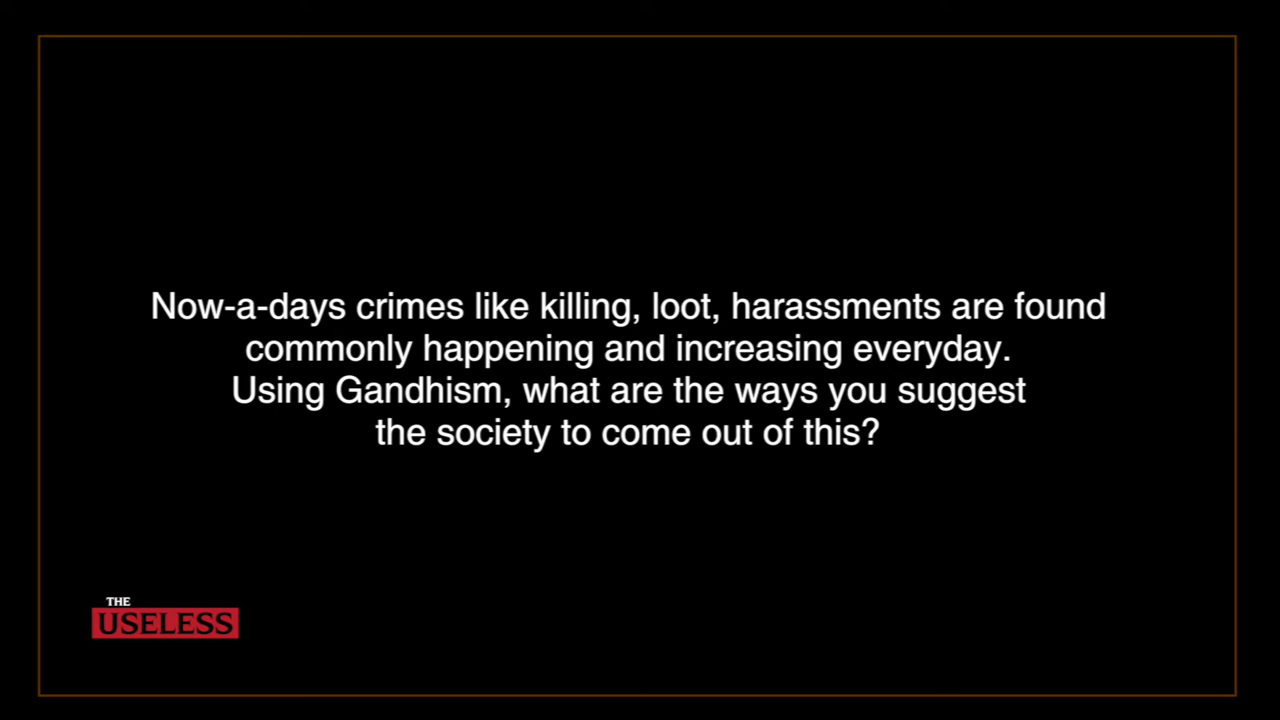 Now-a-days crimes like killing, loot, harassments are found
commonly happening and increasing everyday.
Using Gandhism, what are the ways you suggest
the society to come out of this?
THE
USELESS